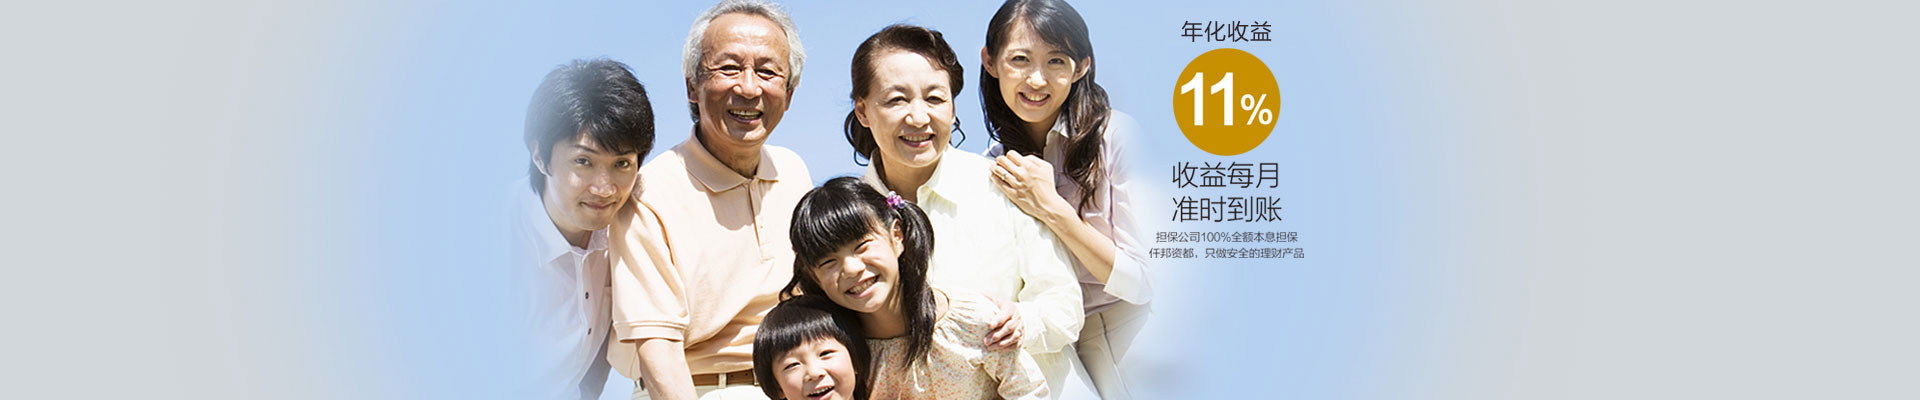 年化收益
11%
收益每月
准时到账
担保公司100%全额本息担保
仟邦资都，只做安全的理财产品